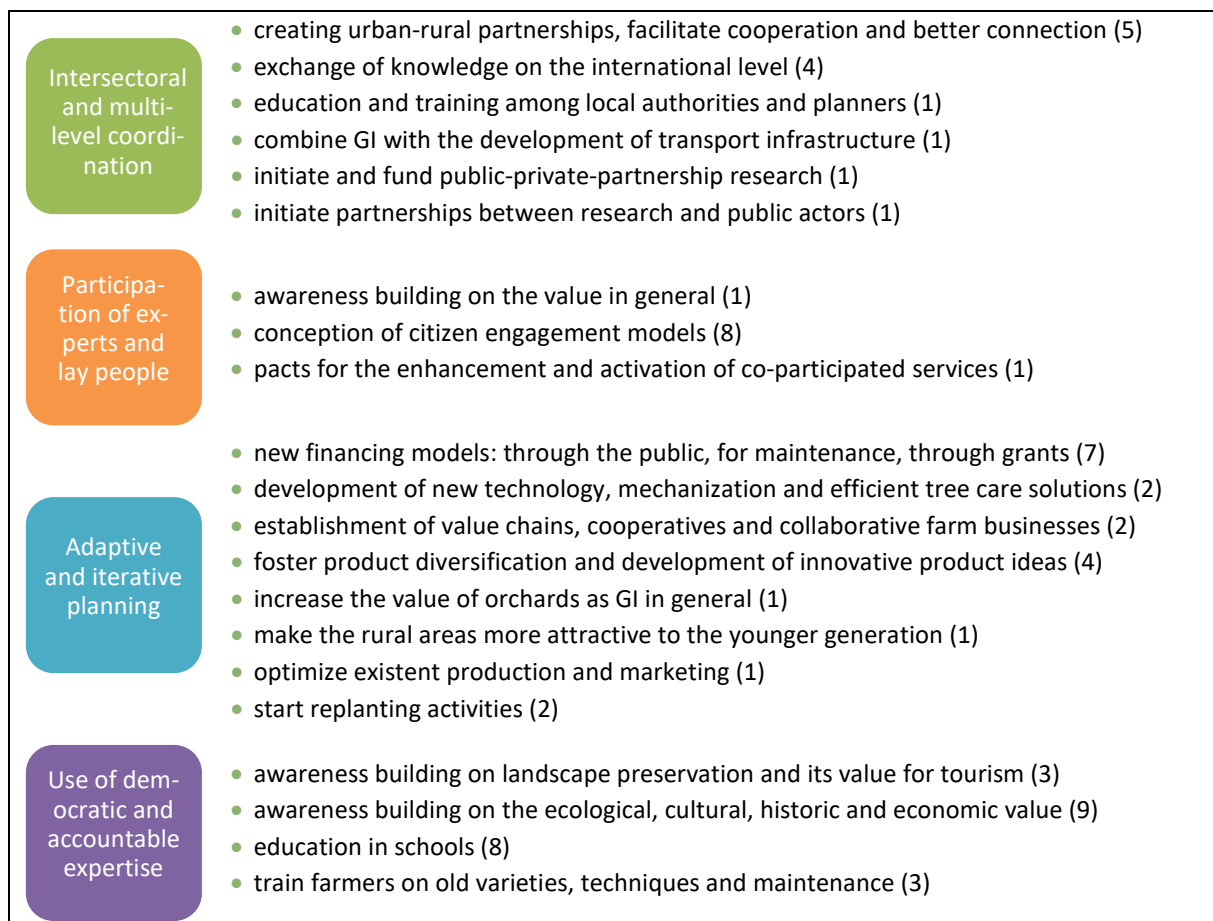 Intersectoral
and multi-
level coordi-
nation
• creating urban-rural partnerships, facilitate cooperation and better connection (5)
• exchange of knowledge on the international level (4)
• education and training among local authorities and planners (1)
• combine GI with the development of transport infrastructure (1)
• initiate and fund public-private-partnership research (1)
• initiate partnerships between research and public actors (1)
Participa-
tion of ex-
perts and
lay people
• awareness building on the value in general (1)
• conception of citizen engagement models (8)
• pacts for the enhancement and activation of co-participated services (1)
Adaptive
and iterative
planning
• new financing models: through the public, for maintenance, through grants (7)
• development of new technology, mechanization and efficient tree care solutions (2)
• establishment of value chains, cooperatives and collaborative farm businesses (2)
• foster product diversification and development of innovative product ideas (4)
• increase the value of orchards as GI in general (1)
• make the rural areas more attractive to the younger generation (1)
• optimize existent production and marketing (1)
• start replanting activities (2)
Use of dem-
ocratic and
accountable
expertise
• awareness building on landscape preservation and its value for tourism (3)
• awareness building on the ecological, cultural, historic and economic value (9)
• education in schools (8)
• train farmers on old varieties, techniques and maintenance (3)